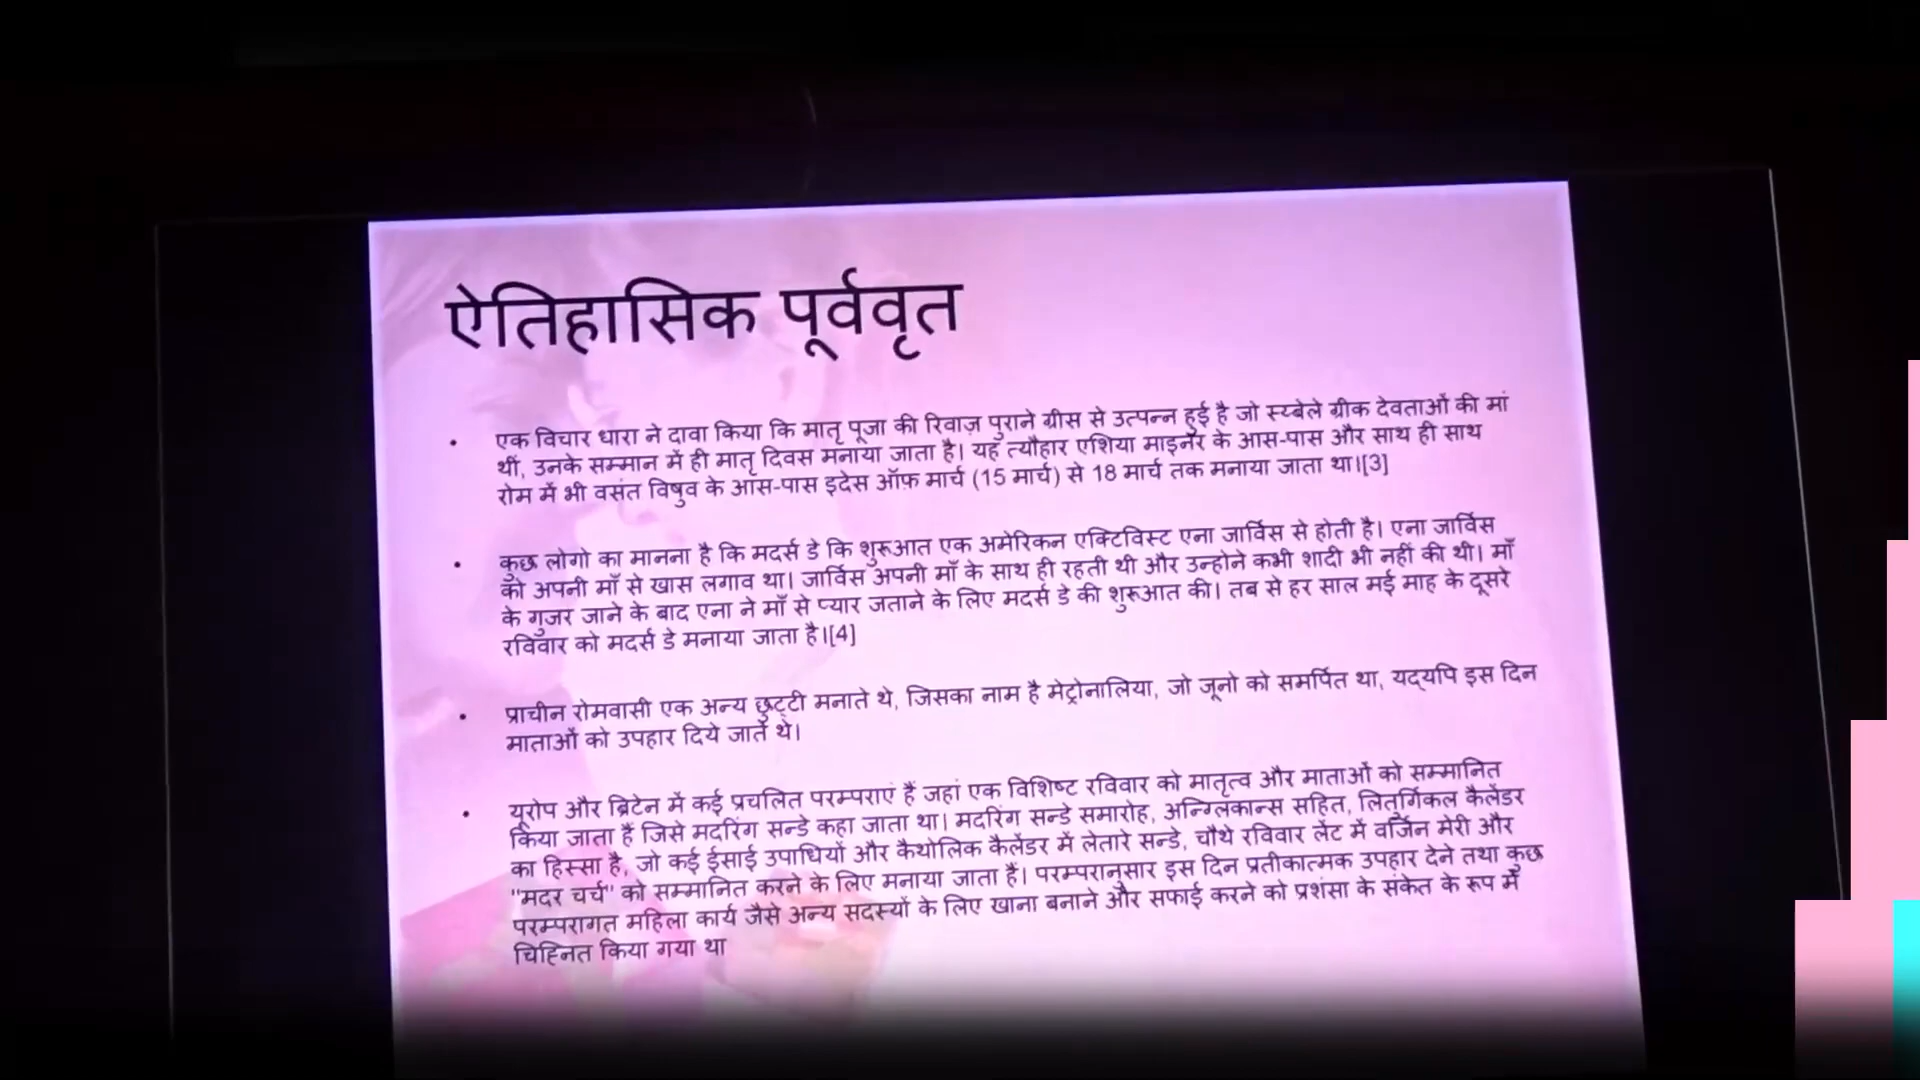 ऐतिहासिक पूर्ववृत
• एक विचार धारा ने दावा किया कि मातृ पूजा की रिवाज़ पुराने ग्रीस से उत्पन्न हुई है जो स्य्बेले ग्रीक देवताओं की मां
थीं, उनके सम्मान में ही मातृ दिवस मनाया जाता है। यह त्यौहार एशिया माइनर के आस-पास और साथ ही साथ
रोम में भी वसंत विषुव के आस-पास इदेस ऑफ़ मार्च (15 मार्च) से 18 मार्च तक मनाया जाता था।[3]
• कुछ लोगो का मानना है कि मदर्स डे कि शुरूआत एक अमेरिकन एक्टिविस्ट एना जार्विस से होती है। एना जार्विस
को अपनी माँ से खास लगाव था। जार्विस अपनी माँ के साथ ही रहती थी और उन्होने कभी शादी भी नहीं की थी। माँ
के गुजर जाने के बाद एना ने माँ से प्यार जताने के लिए मदर्स डे की शुरूआत की। तब से हर साल मई माह के दूसरे
रविवार को मदर्स डे मनाया जाता है।[4]
• प्राचीन रोमवासी एक अन्य छुट्टी मनाते थे, जिसका नाम है मेट्रोनालिया, जो जूनो को समर्पित था, यद्यपि इस दिन
माताओं को उपहार दिये जाते थे।
• यूरोप और ब्रिटेन में कई प्रचलित परम्पराएं हैं जहां एक विशिष्ट रविवार को मातृत्व और माताओं को सम्मानित
किया जाता हैं जिसे मदरिंग सन्डे कहा जाता था। मदरिंग सन्डे समारोह, अन्ग्लिकान्स सहित, लितुर्गिकल कैलेंडर
का हिस्सा है, जो कई ईसाई उपाधियों और कैथोलिक कैलेंडर में लेतारे सन्डे, चौथे रविवार लेंट में वर्जिन मेरी और
"मदर चर्च" को सम्मानित करने के लिए मनाया जाता हैं। परम्परानुसार इस दिन प्रतीकात्मक उपहार देने तथा कुछ
परम्परागत महिला कार्य जैसे अन्य सदस्यों के लिए खाना बनाने और सफाई करने को प्रशंसा के संकेत के रूप में
चिह्नित किया गया था